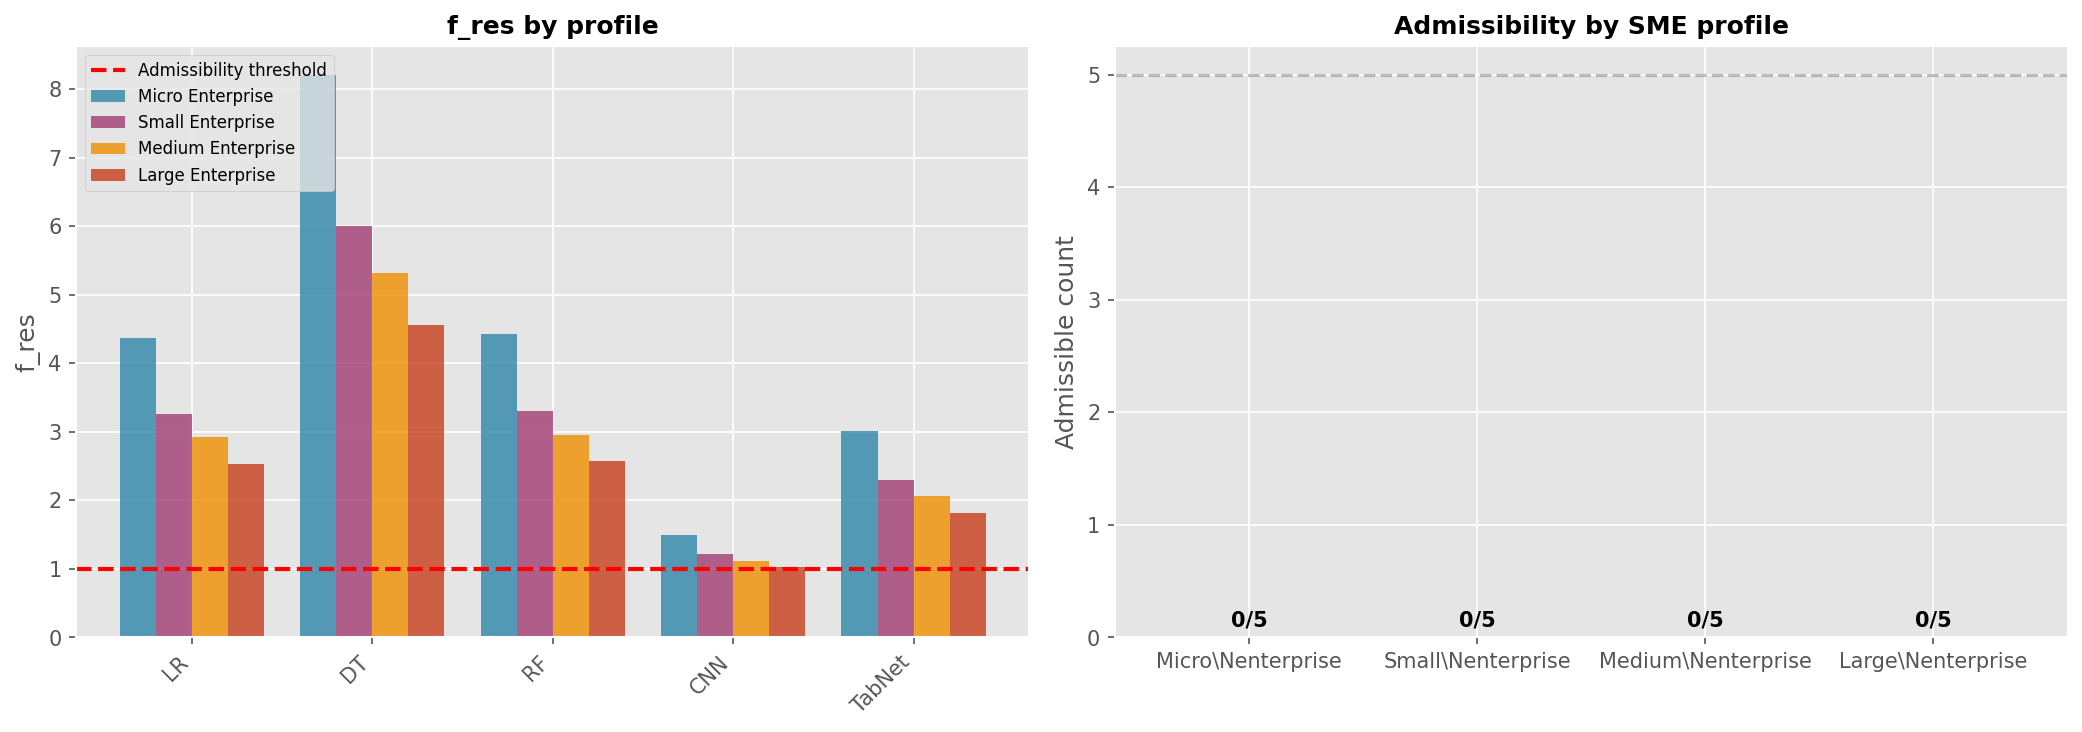 f_res by profile
Admissibility threshold
Micro Enterprise
Small Enterprise
Medium Enterprise
Large Enterprise
f_res
8
7
6
5
4
3
2
1
0
LR
DT
RF
CNN
TabNet
Admissibility by SME profile
Admissible count
5
4
3
2
1
0
0/5
0/5
0/5
0/5
Micro\Nenterprise
Small\Nenterprise
Medium\Nenterprise
Large\Nenterprise